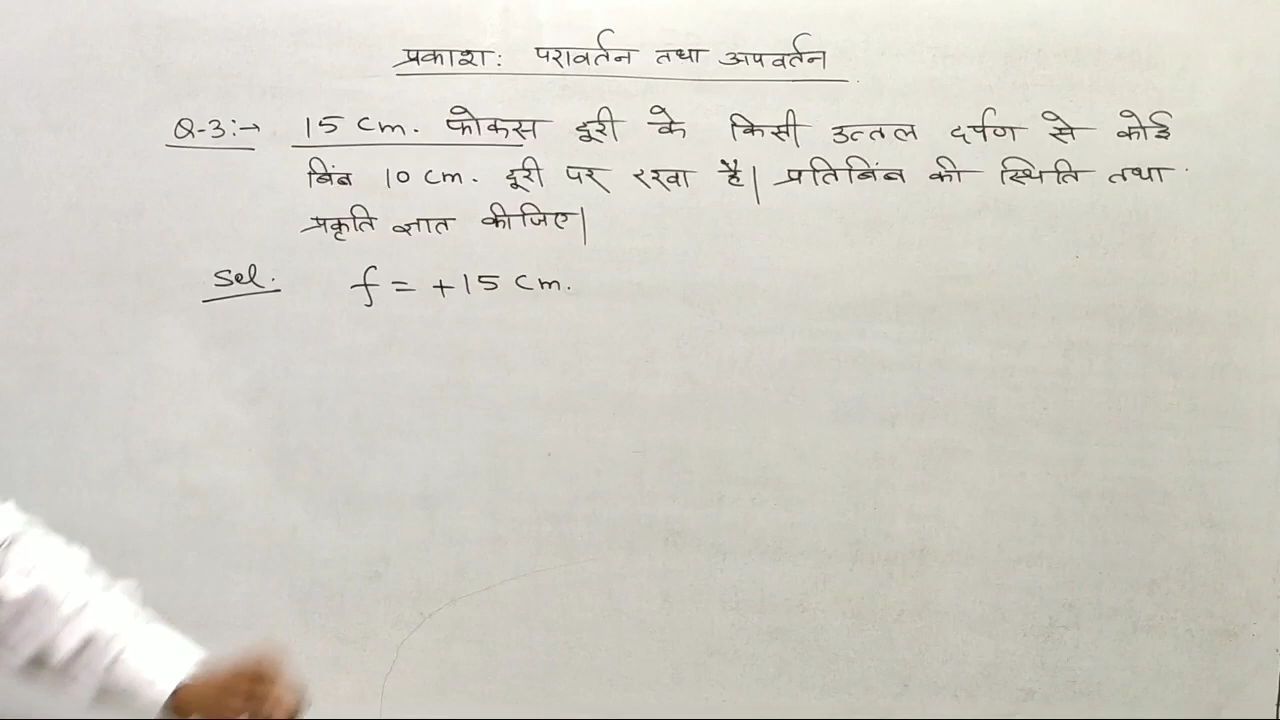 प्रकाश: परावर्तन तथा अपवर्तन
Q-3:→ 15 cm. फोकस दूरी के किसी उत्तल दर्पण से कोई
बिंब 10 cm. दूरी पर रखा है| प्रतिबिंब की स्थिति तथा
प्रकृति ज्ञात कीजिए|
Sol. f = +15 cm.